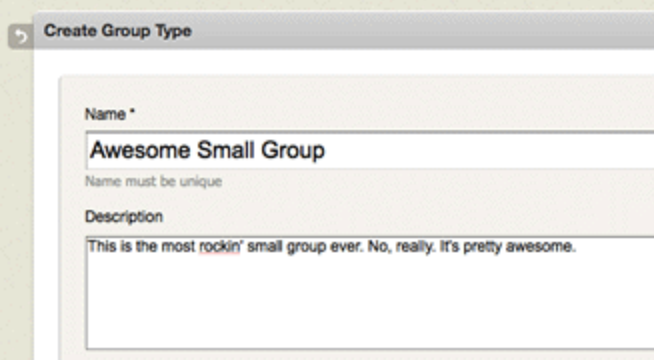 Create Group Type
Name *
Awesome Small Group
Name must be unique
Description
This is the most rockin' small group ever. No, really. It's pretty awesome.